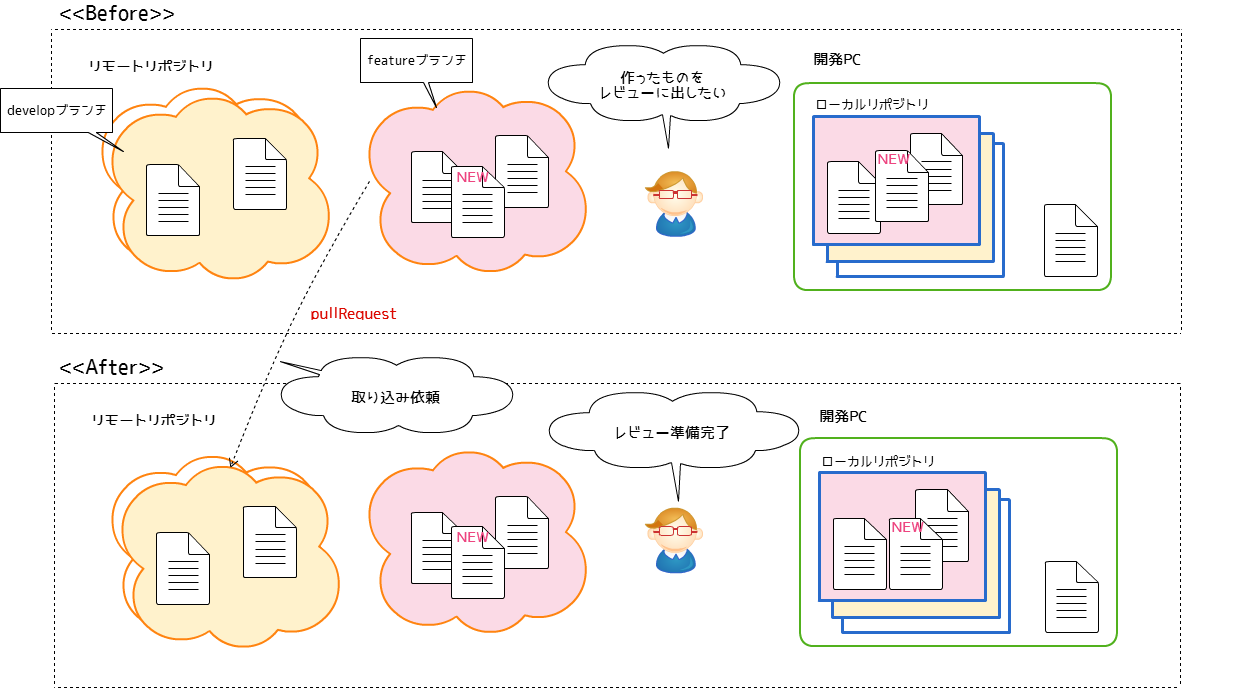 <<Before>>
リモートリポジトリ
developブランチ
featureブランチ
NEW
作ったものを
レビューに出したい
開発PC
ローカルリポジトリ
NEW
pullRequest
<<After>>
取り込み依頼
リモートリポジトリ
NEW
レビュー準備完了
開発PC
ローカルリポジトリ
NEW